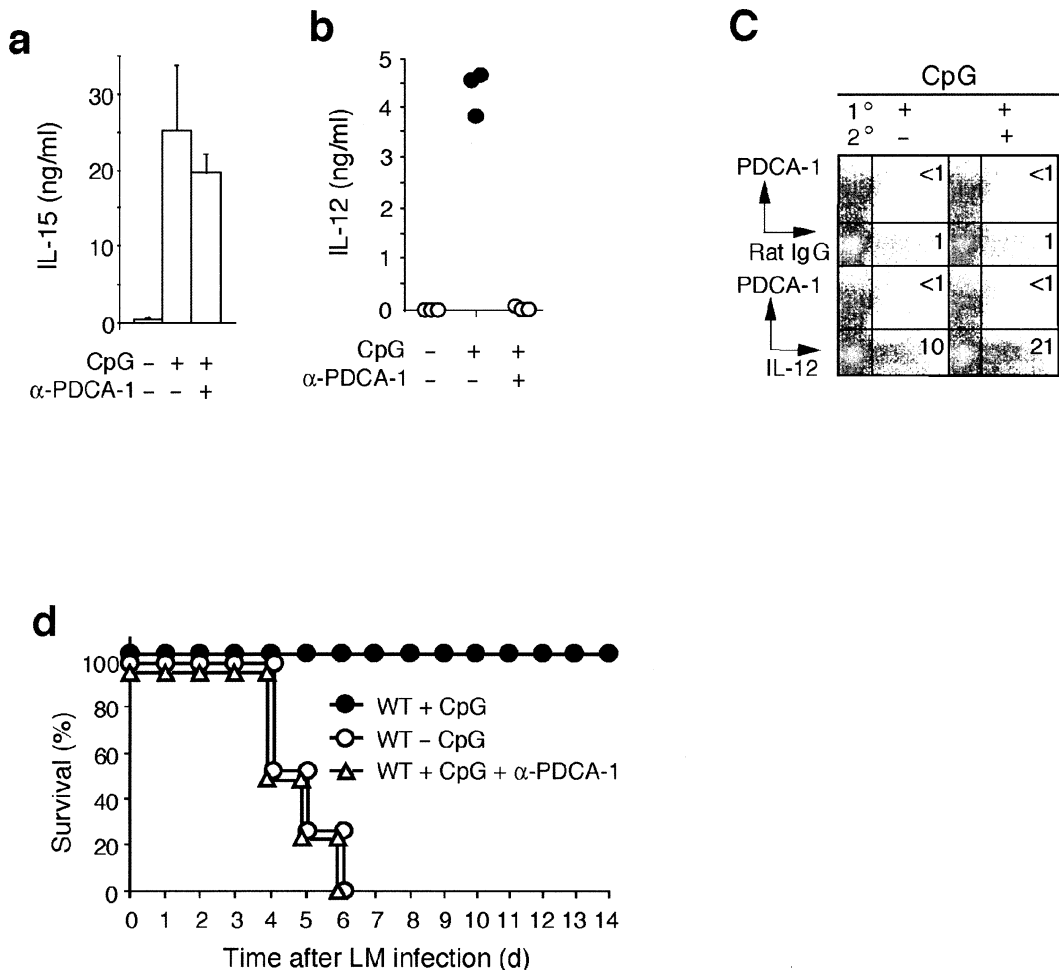 a
IL-15 (ng/ml)
30
20
10
0
CpG – + +
α-PDCA-1 – – +
b
IL-12 (ng/ml)
5
4
3
2
1
0
CpG – + +
α-PDCA-1 – – +
C
CpG
1° + +
2° – +
PDCA-1
<1 <1
1 1
Rat IgG
PDCA-1
<1 <1
10 21
IL-12
d
Survival (%)
100
80
60
40
20
0
WT + CpG
WT – CpG
WT + CpG + α-PDCA-1
0 1 2 3 4 5 6 7 8 9 10 11 12 13 14
Time after LM infection (d)